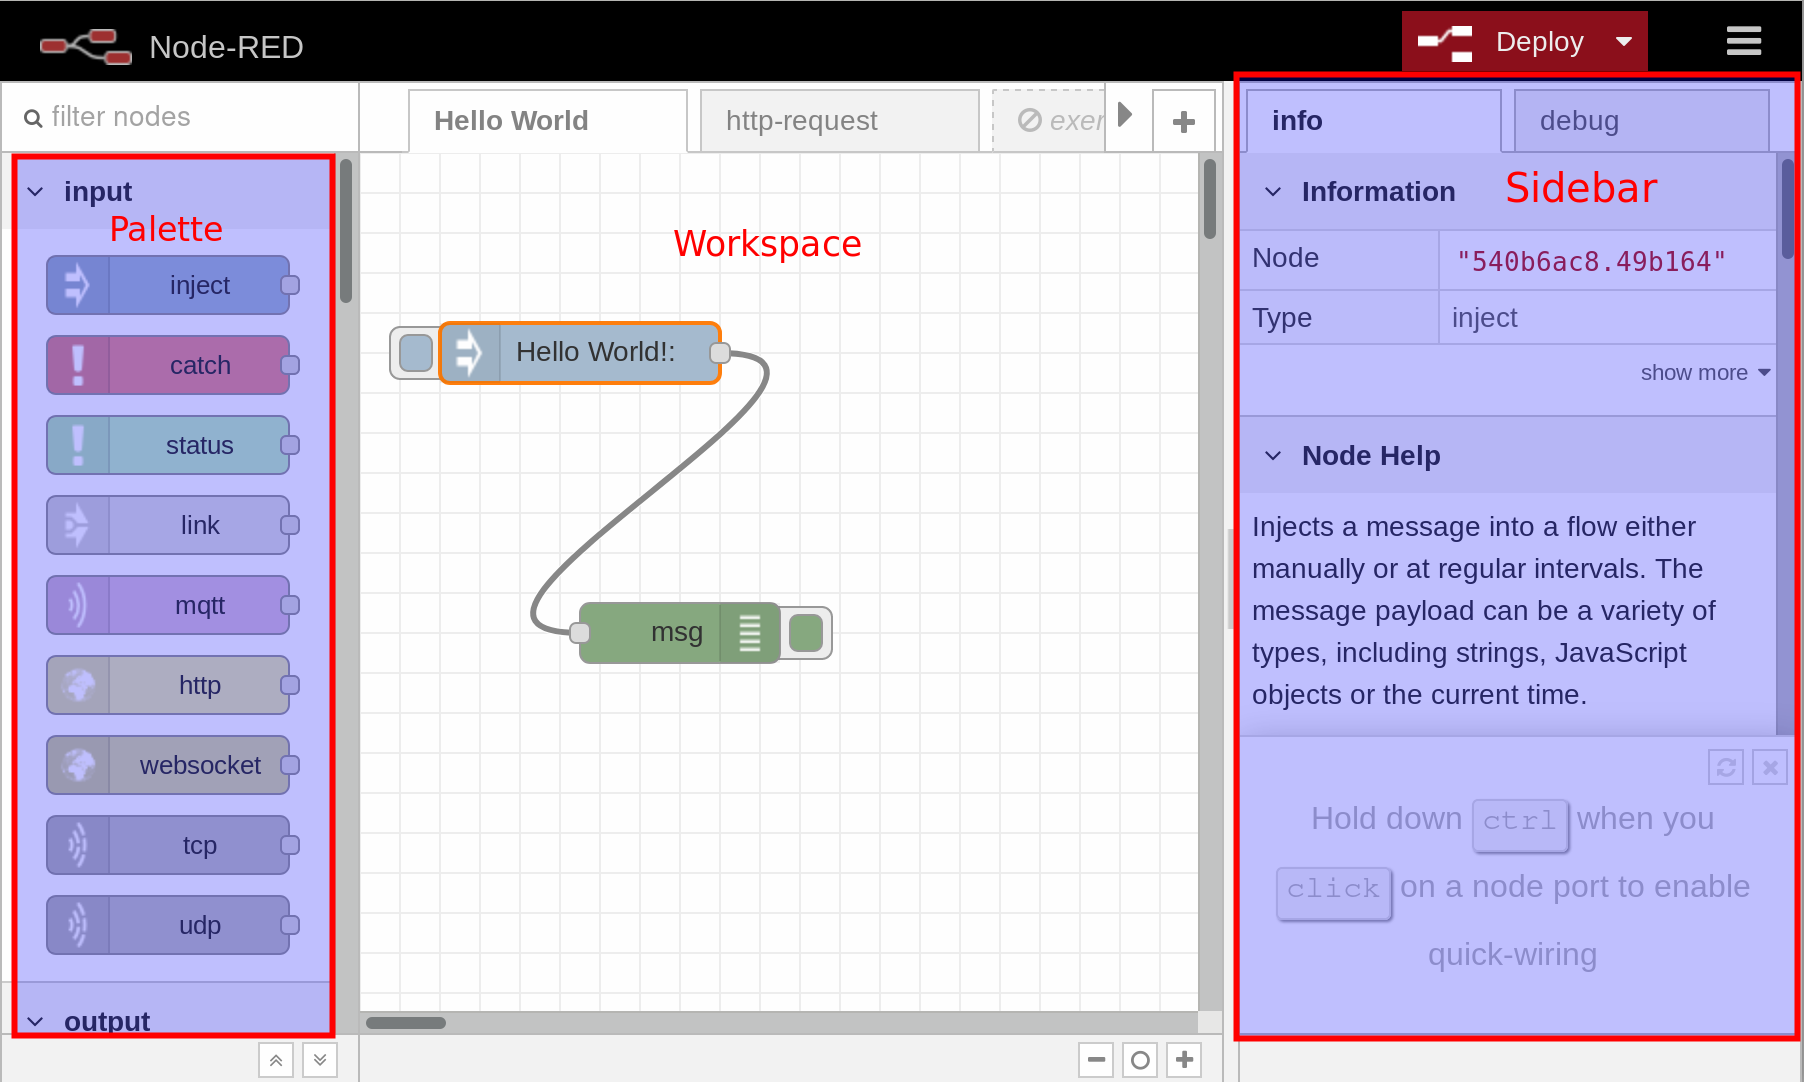 Node-RED
Deploy
filter nodes
Hello World
http-request
info
debug
input
Palette
inject
catch
status
link
mqtt
http
websocket
tcp
udp
output
Workspace
Hello World!:
msg
Information
Sidebar
Node "540b6ac8.49b164"
Type inject
show more
Node Help
Injects a message into a flow either
manually or at regular intervals. The
message payload can be a variety of
types, including strings, JavaScript
objects or the current time.
Hold down ctrl when you
click on a node port to enable
quick-wiring